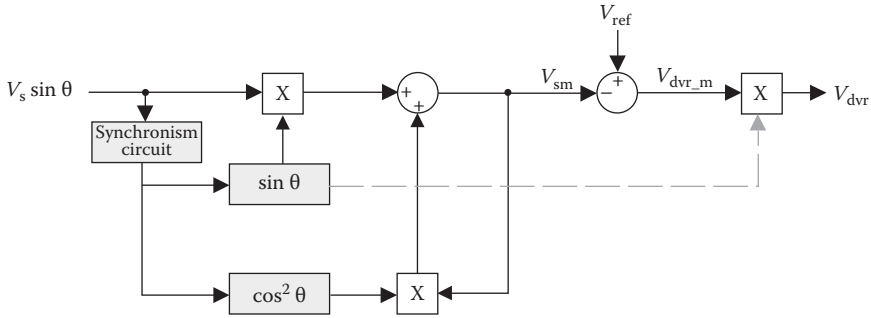 V_ref
V_s sin θ
X
+
+
V_sm
−
+
V_dvr_m
X
V_dvr
Synchronism
circuit
sin θ
cos² θ
X